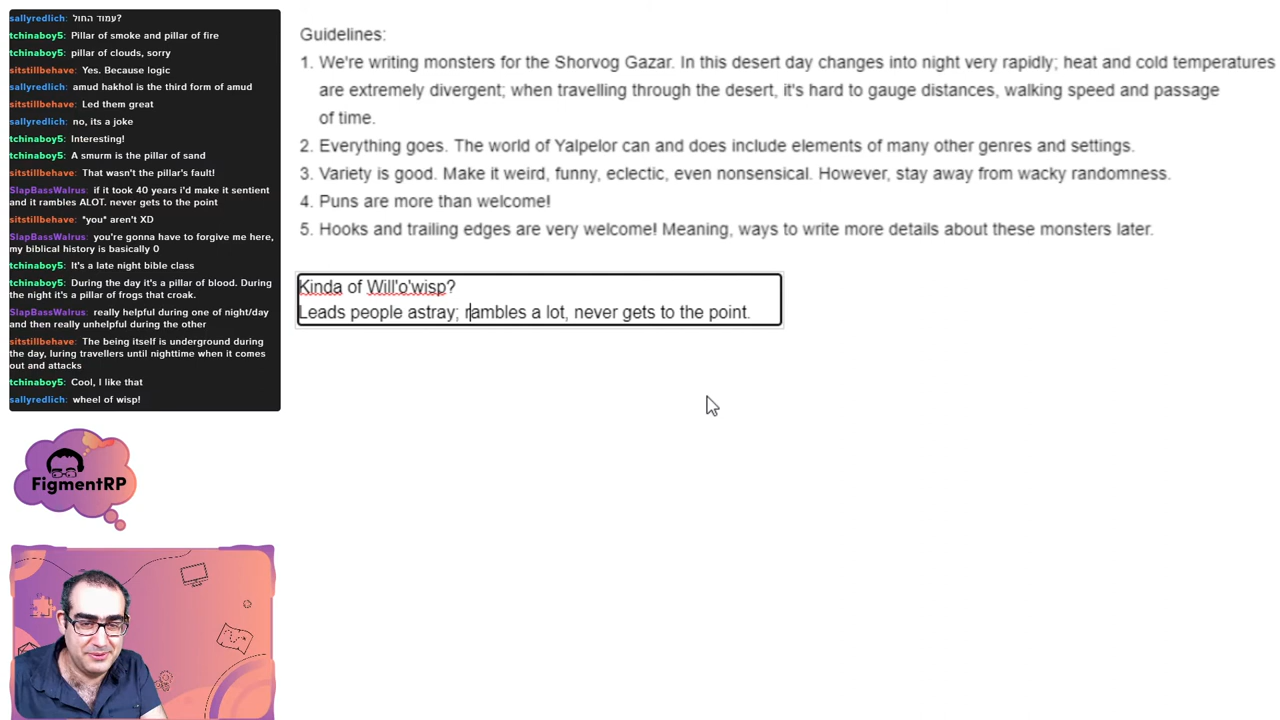 sallyredlich: עמוד החול?
tchinaboy5: Pillar of smoke and pillar of fire
tchinaboy5: pillar of clouds, sorry
sitstillbehave: Yes. Because logic
sallyredlich: amud hakhol is the third form of amud
sitstillbehave: Led them great
sallyredlich: no, its a joke
tchinaboy5: Interesting!
tchinaboy5: A smurm is the pillar of sand
sitstillbehave: That wasn't the pillar's fault!
SlapBassWalrus: if it took 40 years i'd make it sentient
and it rambles ALOT. never gets to the point
sitstillbehave: *you* aren't XD
SlapBassWalrus: you're gonna have to forgive me here,
my biblical history is basically 0
tchinaboy5: It's a late night bible class
tchinaboy5: During the day it's a pillar of blood. During
the night it's a pillar of frogs that croak.
SlapBassWalrus: really helpful during one of night/day
and then really unhelpful during the other
sitstillbehave: The being itself is underground during
the day, luring travellers until nighttime when it comes
out and attacks
tchinaboy5: Cool, I like that
sallyredlich: wheel of wisp!
FigmentRP
Guidelines:
1. We're writing monsters for the Shorvog Gazar. In this desert day changes into night very rapidly; heat and cold temperatures
are extremely divergent; when travelling through the desert, it's hard to gauge distances, walking speed and passage
of time.
2. Everything goes. The world of Yalpelor can and does include elements of many other genres and settings.
3. Variety is good. Make it weird, funny, eclectic, even nonsensical. However, stay away from wacky randomness.
4. Puns are more than welcome!
5. Hooks and trailing edges are very welcome! Meaning, ways to write more details about these monsters later.
Kinda of Will'o'wisp?
Leads people astray; rambles a lot, never gets to the point.